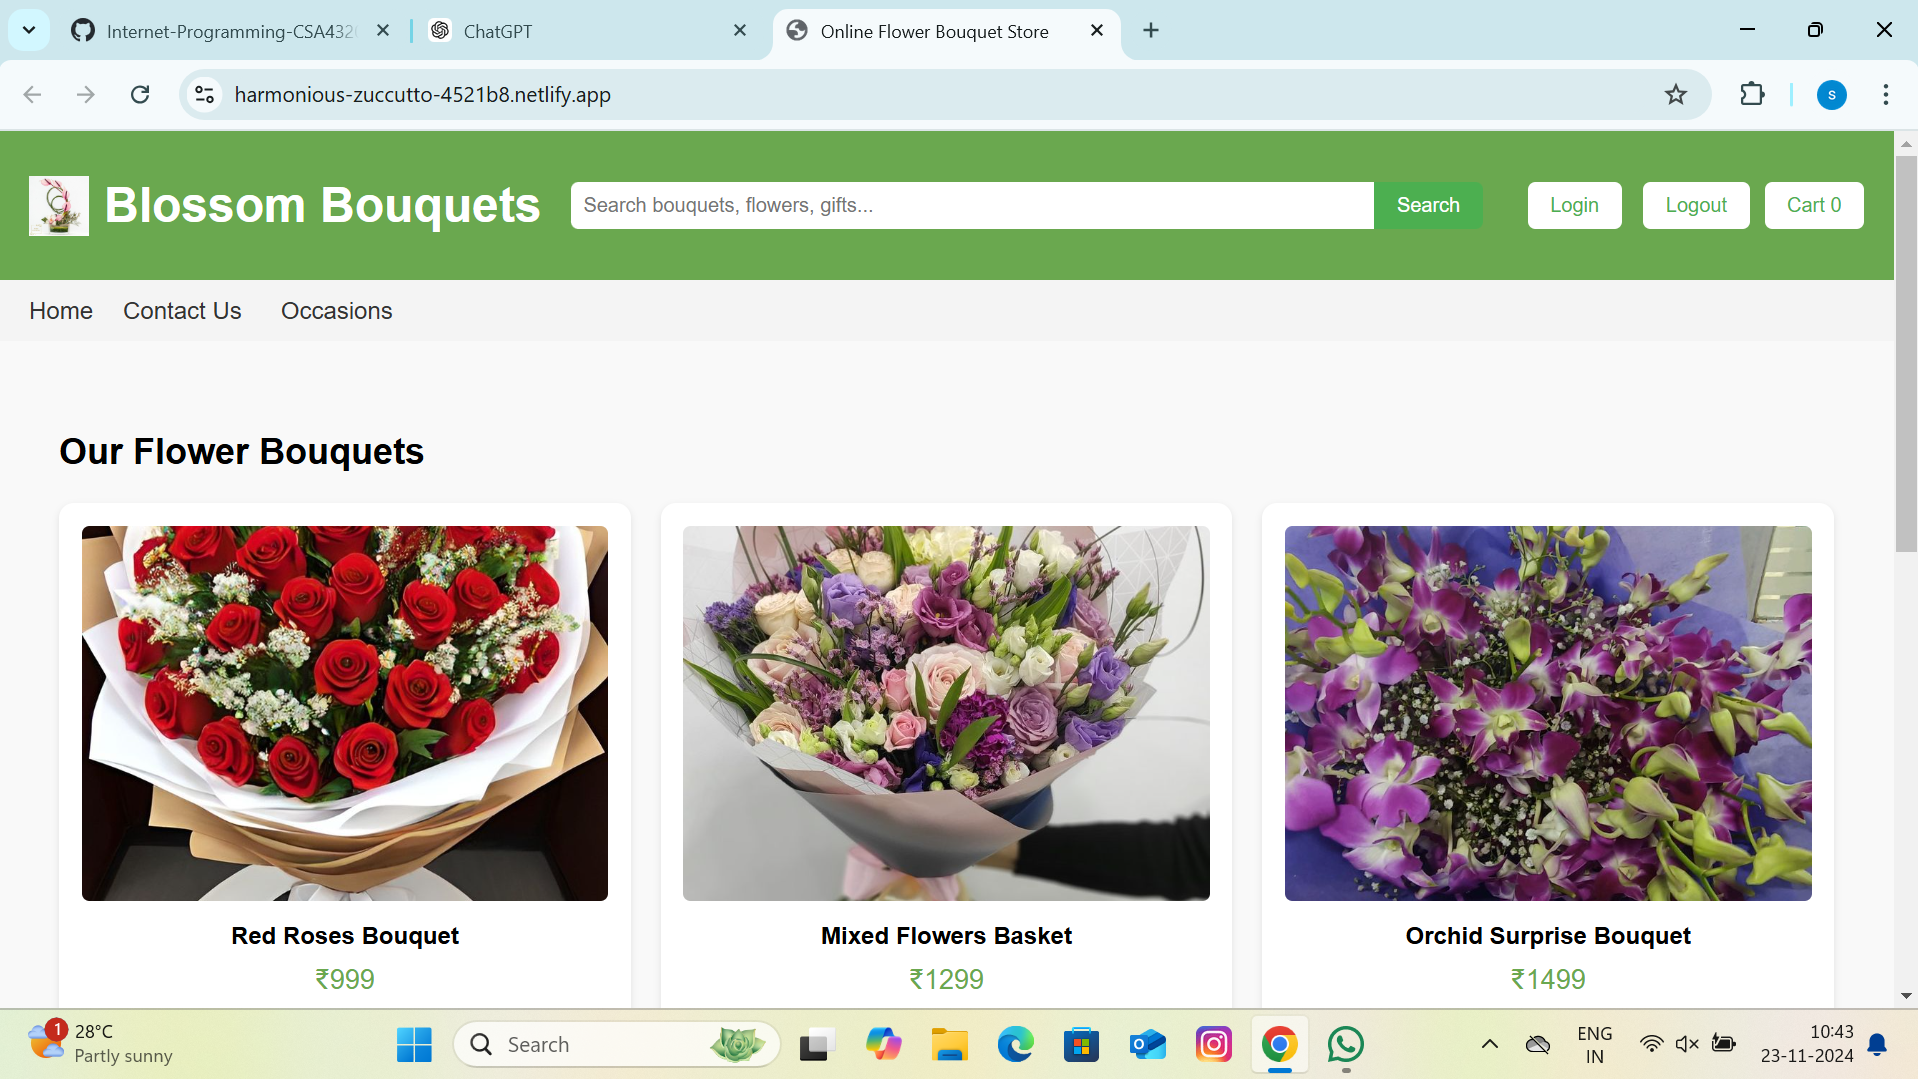 Internet-Programming-CSA432
ChatGPT
Online Flower Bouquet Store
harmonious-zuccutto-4521b8.netlify.app
s
Blossom Bouquets
Search bouquets, flowers, gifts...
Search
Login
Logout
Cart 0
Home
Contact Us
Occasions
Our Flower Bouquets
Red Roses Bouquet
₹999
Mixed Flowers Basket
₹1299
Orchid Surprise Bouquet
₹1499
1
28°C
Partly sunny
Search
ENG
IN
10:43
23-11-2024